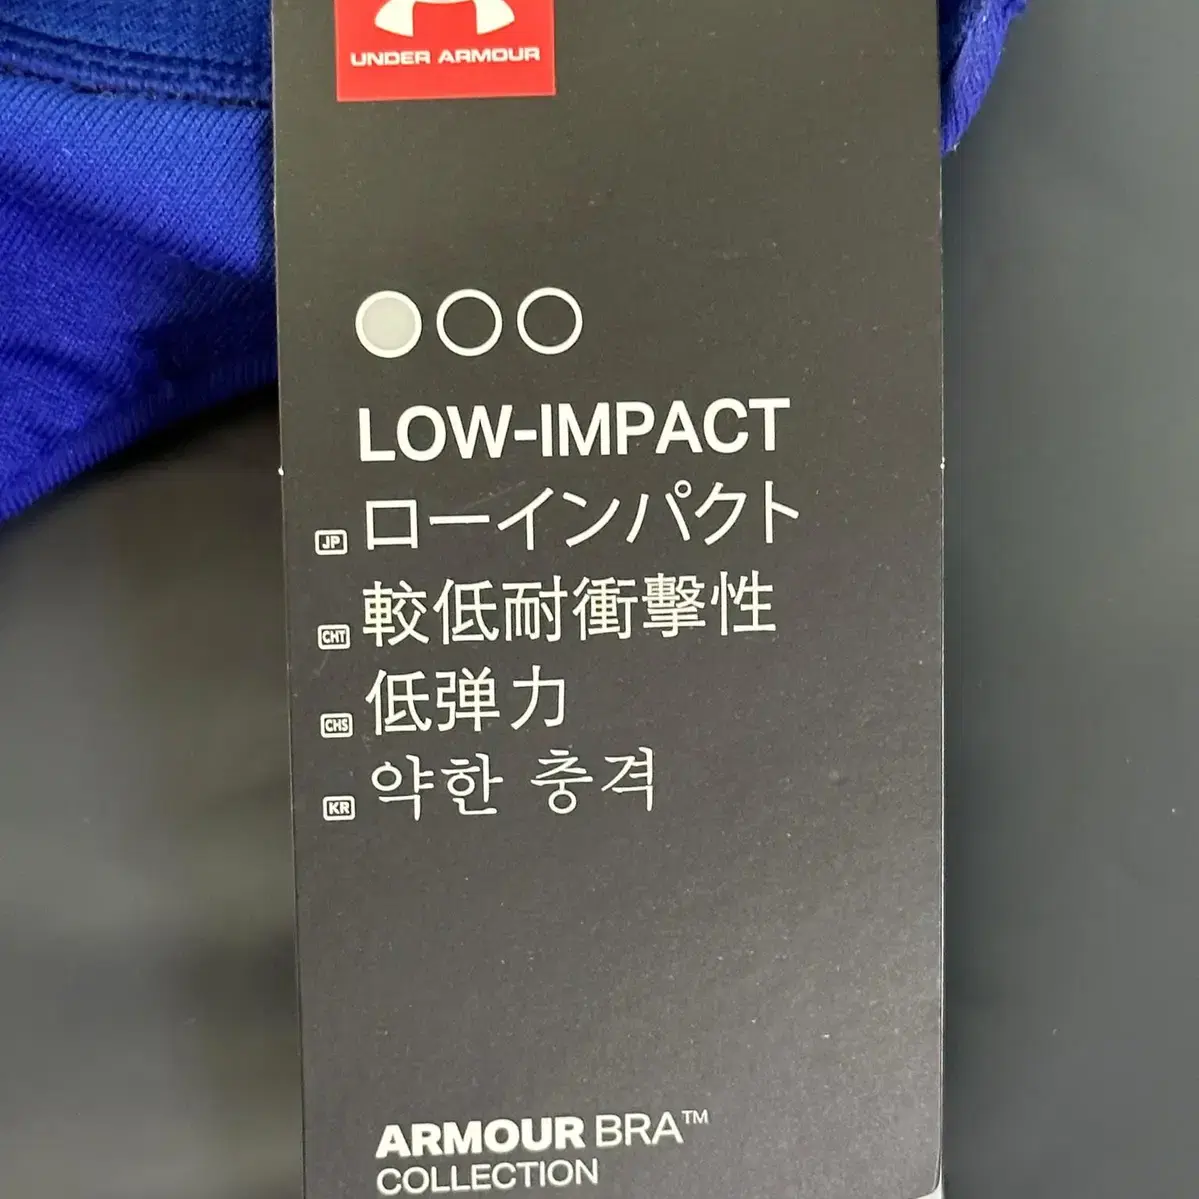 UNDER ARMOUR
LOW-IMPACT
JP ローインパクト
CHT 較低耐衝擊性
CHS 低弹力
KR 약한 충격
ARMOUR BRA™
COLLECTION